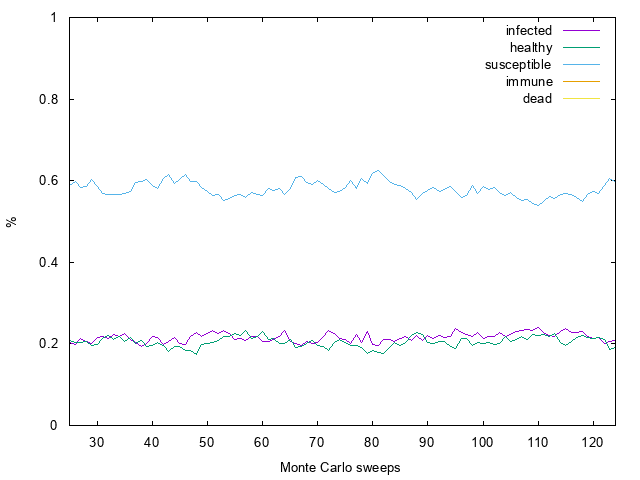 1
0.8
0.6
0.4
0.2
0
%
30 40 50 60 70 80 90 100 110 120
Monte Carlo sweeps
infected
healthy
susceptible
immune
dead